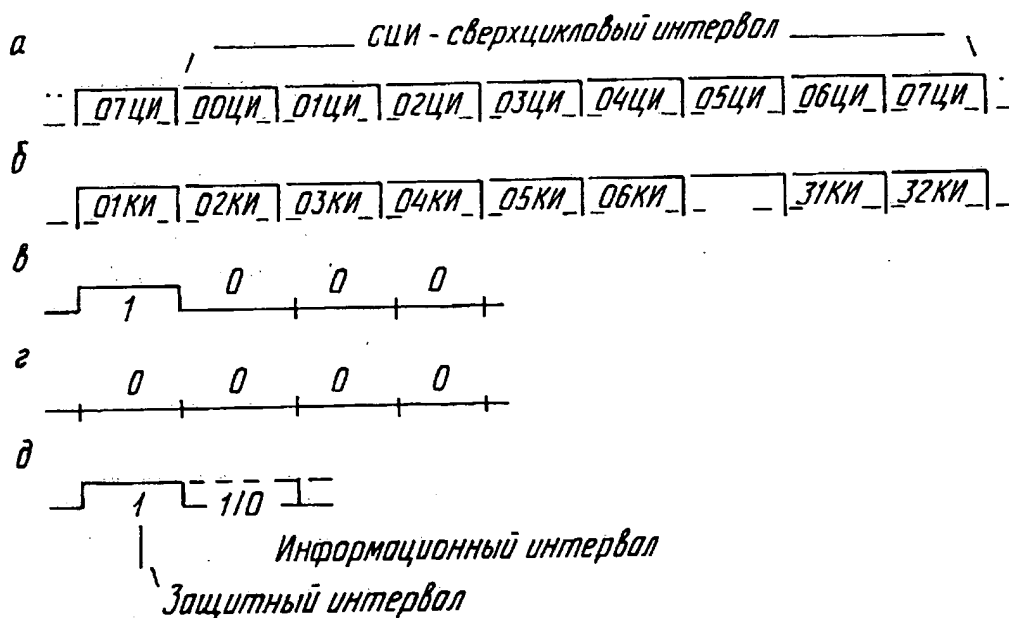 а
СЦИ - сверхцикловый интервал
07ЦИ 00ЦИ 01ЦИ 02ЦИ 03ЦИ 04ЦИ 05ЦИ 06ЦИ 07ЦИ
б
01КИ 02КИ 03КИ 04КИ 05КИ 06КИ 31КИ 32КИ
в
1 0 0 0
г
0 0 0 0
д
1 1/0
Информационный интервал
Защитный интервал